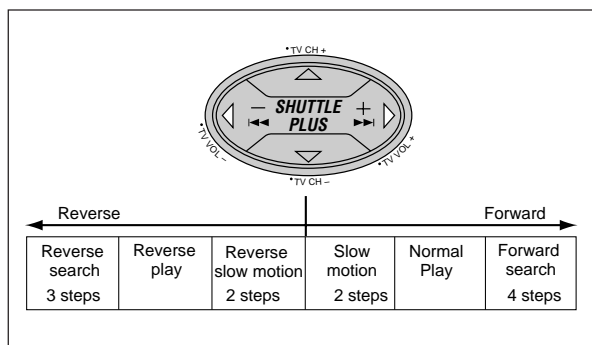 •TV CH +
– SHUTTLE +
PLUS
•TV VOL –
•TV VOL +
•TV CH –
Reverse Forward
Reverse search 3 steps
Reverse play
Reverse slow motion 2 steps
Slow motion 2 steps
Normal Play
Forward search 4 steps